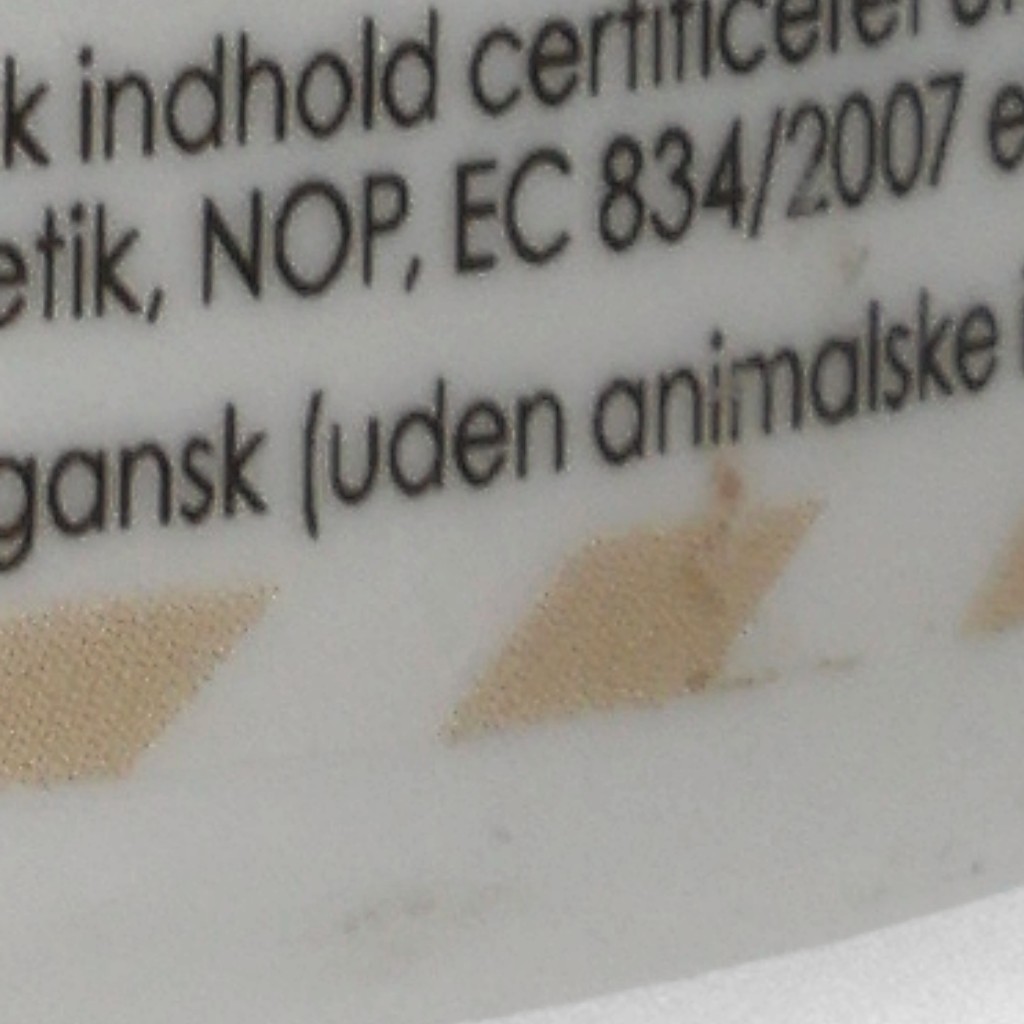 k indhold certificeret
etik, NOP, EC 834/2007 e
gansk (uden animalske